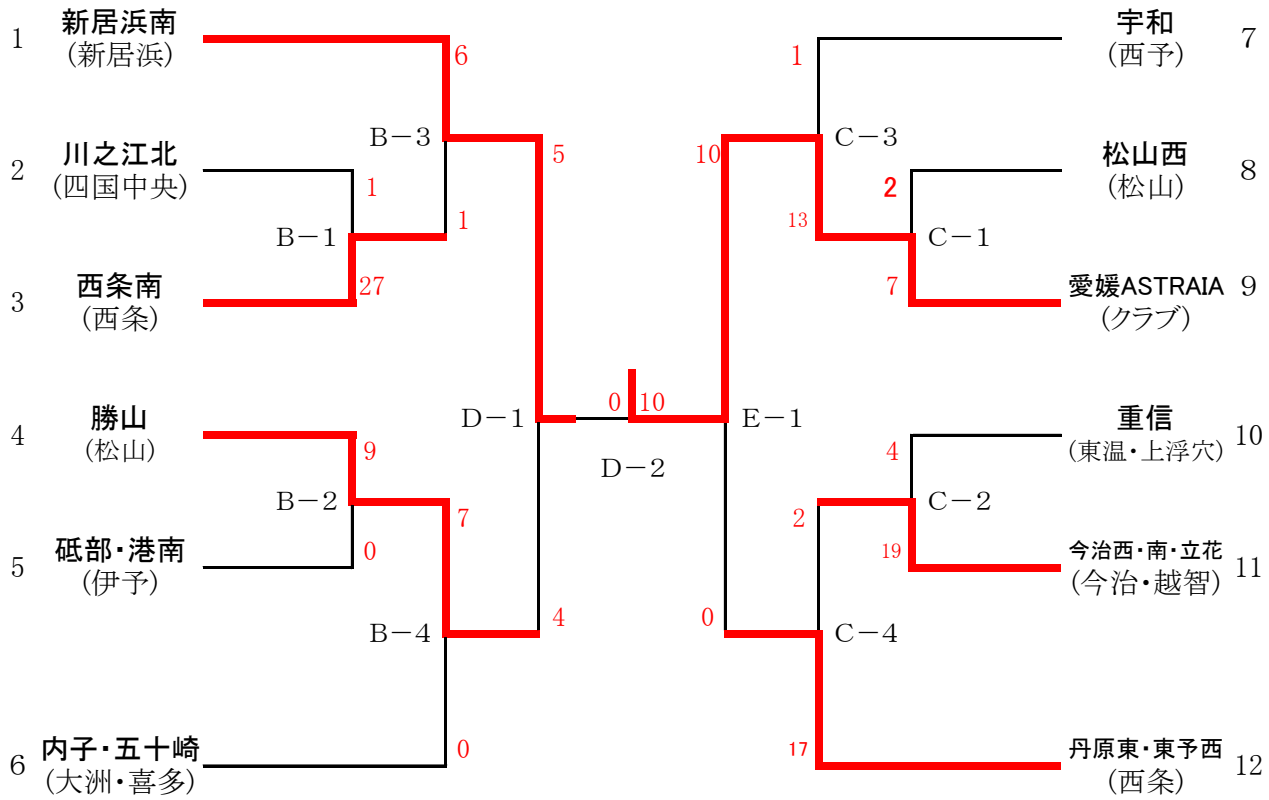 1
新居浜南
(新居浜)
6
B-3
5
2
川之江北
(四国中央)
1
1
B-1
27
3
西条南
(西条)
D-1
0
10
D-2
4
勝山
(松山)
9
B-2
7
0
5
砥部・港南
(伊予)
B-4
4
0
6
内子・五十崎
(大洲・喜多)
1
宇和
(西予)
7
C-3
10
2
松山西
(松山)
8
13
C-1
7
愛媛ASTRAIA
(クラブ)
9
E-1
4
重信
(東温・上浮穴)
10
2
C-2
19
今治西・南・立花
(今治・越智)
11
0
C-4
17
丹原東・東予西
(西条)
12